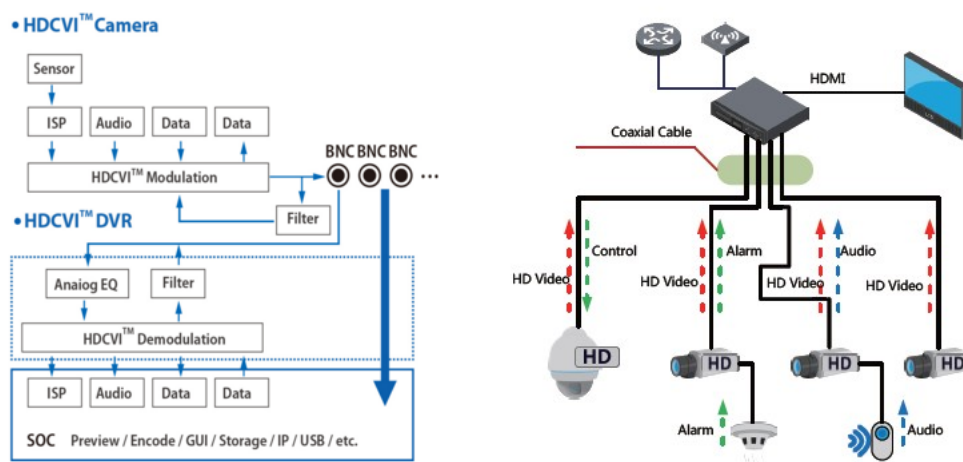 • HDCVI™ Camera
Sensor
ISP Audio Data Data
HDCVI™ Modulation
BNC BNC BNC
...
Filter
• HDCVI™ DVR
Anaiog EQ Filter
HDCVI™ Demodulation
ISP Audio Data Data
SOC Preview / Encode / GUI / Storage / IP / USB / etc.
HDMI
Coaxial Cable
Control Alarm Audio
HD Video HD Video HD Video HD Video
HD HD HD HD
Alarm Audio